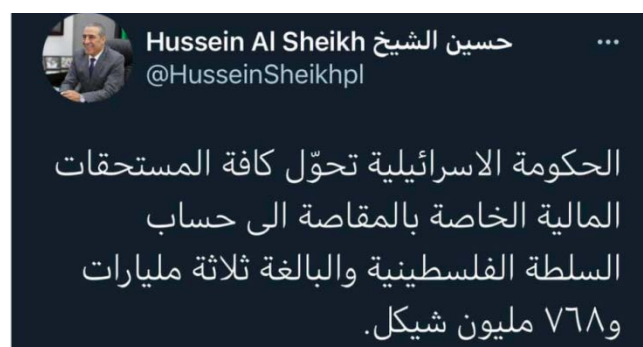 Hussein Al Sheikh حسين الشيخ
@HusseinSheikhpl
الحكومة الاسرائيلية تحوّل كافة المستحقات
المالية الخاصة بالمقاصة الى حساب
السلطة الفلسطينية والبالغة ثلاثة مليارات
و٧٦٨ مليون شيكل.